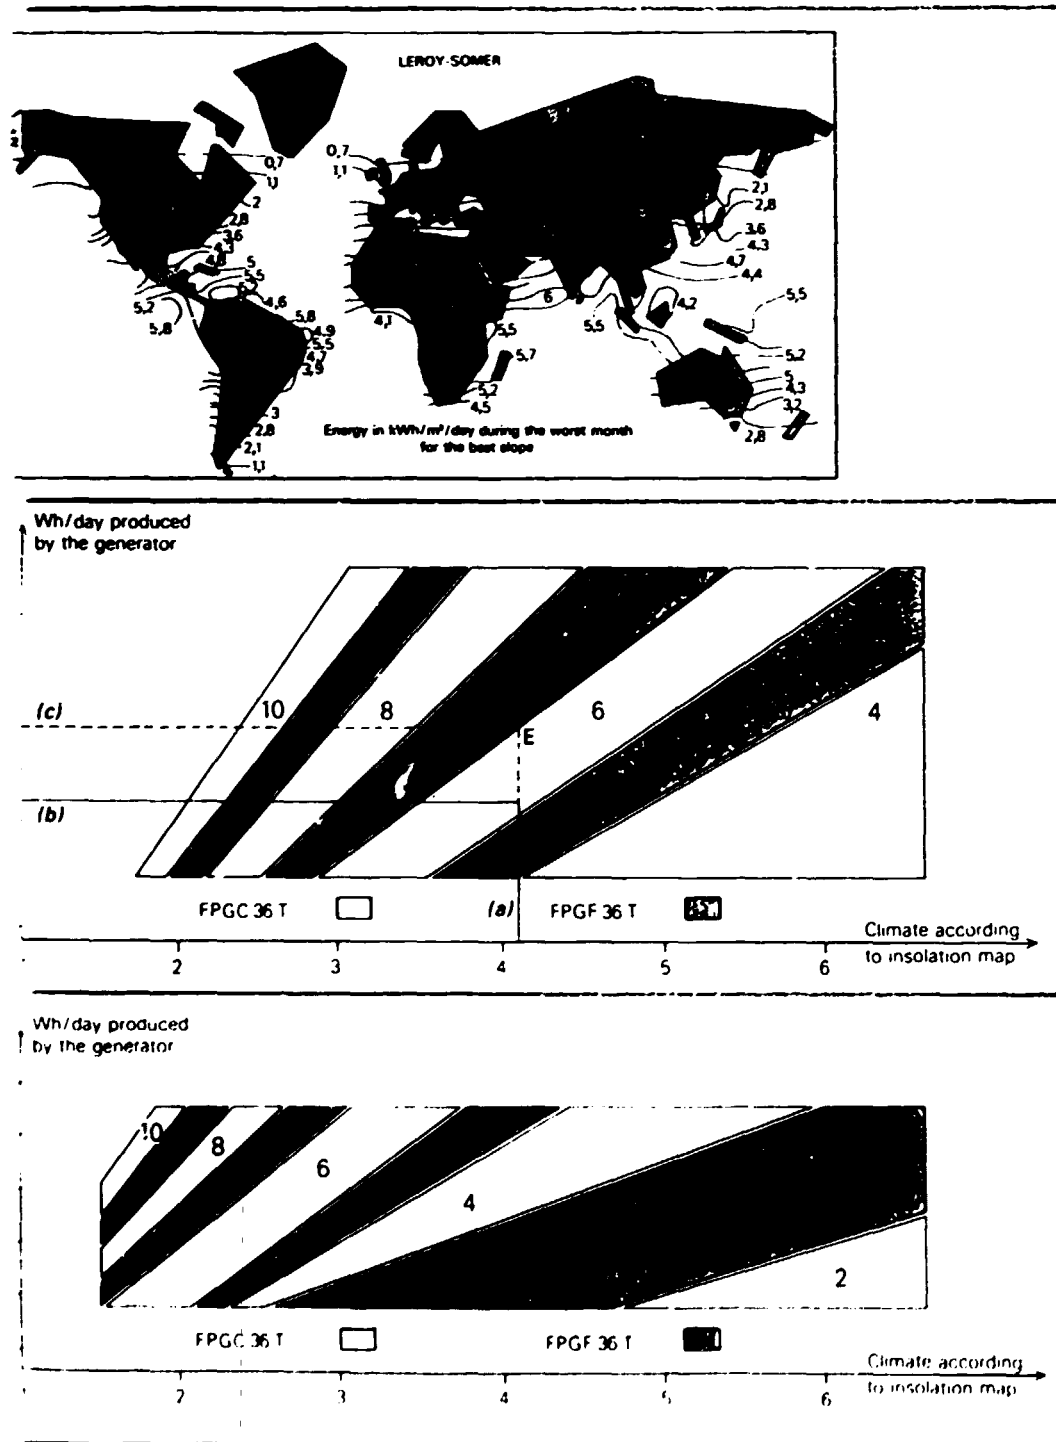 LEROY-SOMER
0,7
1,1
2
2,8
3,6
4,3
4,8
5
5,5
5,2
4,6
5,2
5,8
5,8
4,9
5,5
4,7
3,9
3
2,8
2,1
1,1
0,7
1,1
4,1
5,5
5,7
5,2
4,5
6
5,5
4,2
2,1
2,8
3,6
4,3
4,7
4,4
5,5
5,2
5
4,3
3,2
2,8
Energy in kWh/m²/day during the worst month
for the best slope
Wh/day produced
by the generator
(c)
10 8 6 4
E
(b)
FPGC 36 T (a) FPGF 36 T
Climate according
to insolation map
2 3 4 5 6
Wh/day produced
by the generator
10
8
6
4
2
FPGC 36 T FPGF 36 T
Climate according
to insolation map
2 3 4 5 6